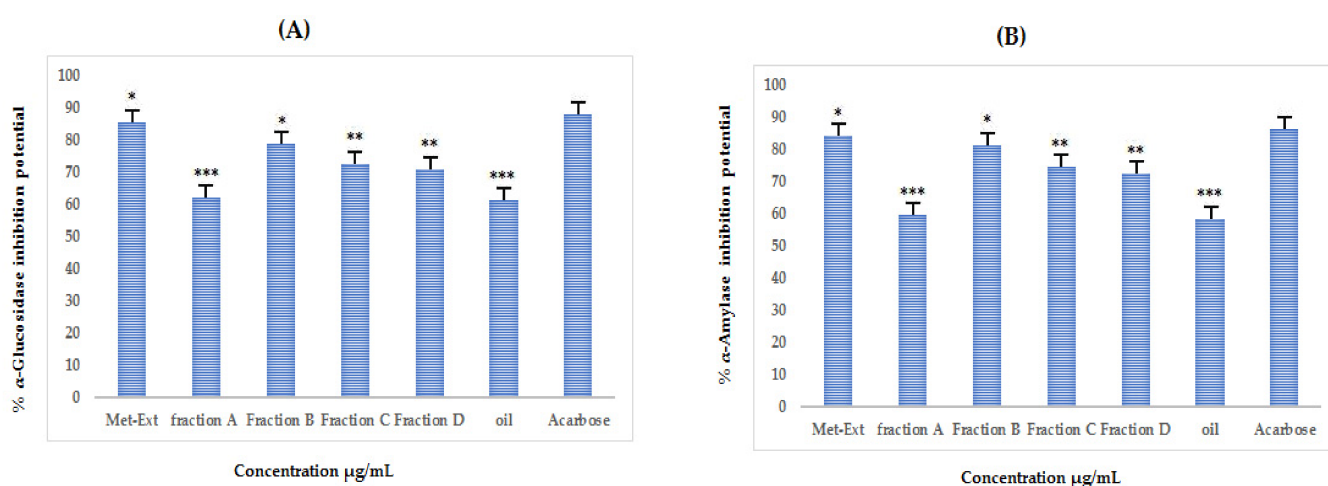 (A)
% α-Glucosidase inhibition potential
100
90
80
70
60
50
40
30
20
10
0
* *** * ** ** ***
Met-Ext fraction A Fraction B Fraction C Fraction D oil Acarbose
Concentration µg/mL
(B)
% α-Amylase inhibition potential
100
90
80
70
60
50
40
30
20
10
0
* *** * ** ** ***
Met-Ext fraction A Fraction B Fraction C Fraction D oil Acarbose
Concentration µg/mL